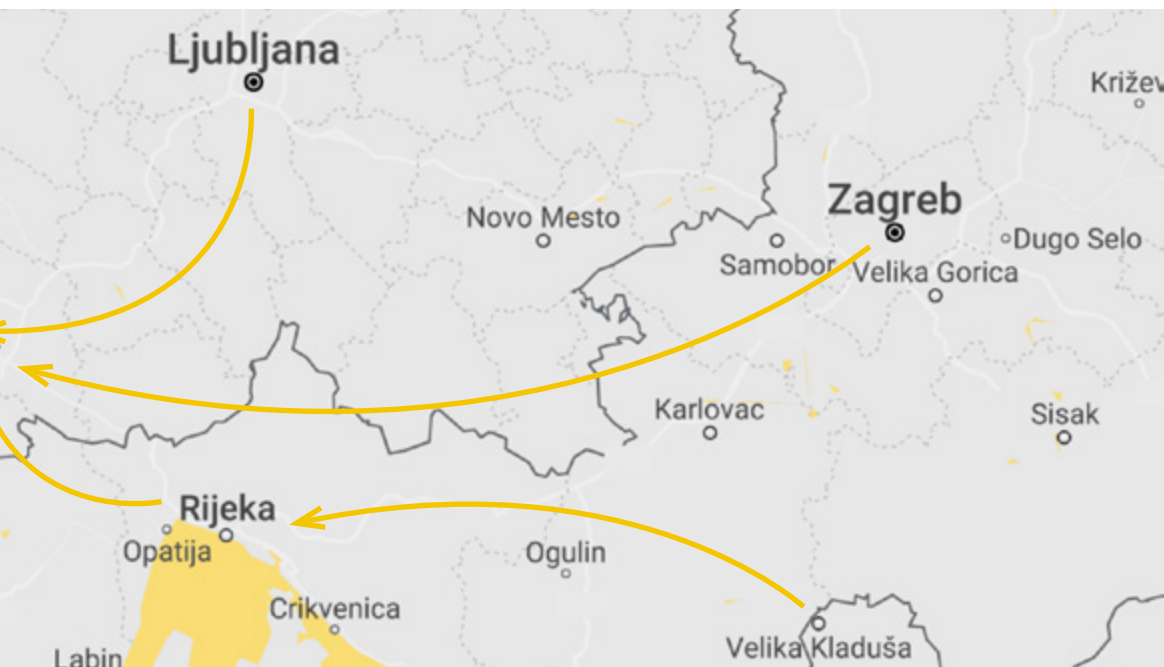 Ljubljana
Križev
Zagreb
Novo Mesto
Dugo Selo
Samobor
Velika Gorica
Karlovac
Sisak
Rijeka
Opatija
Ogulin
Crikvenica
Velika Kladuša
Labin